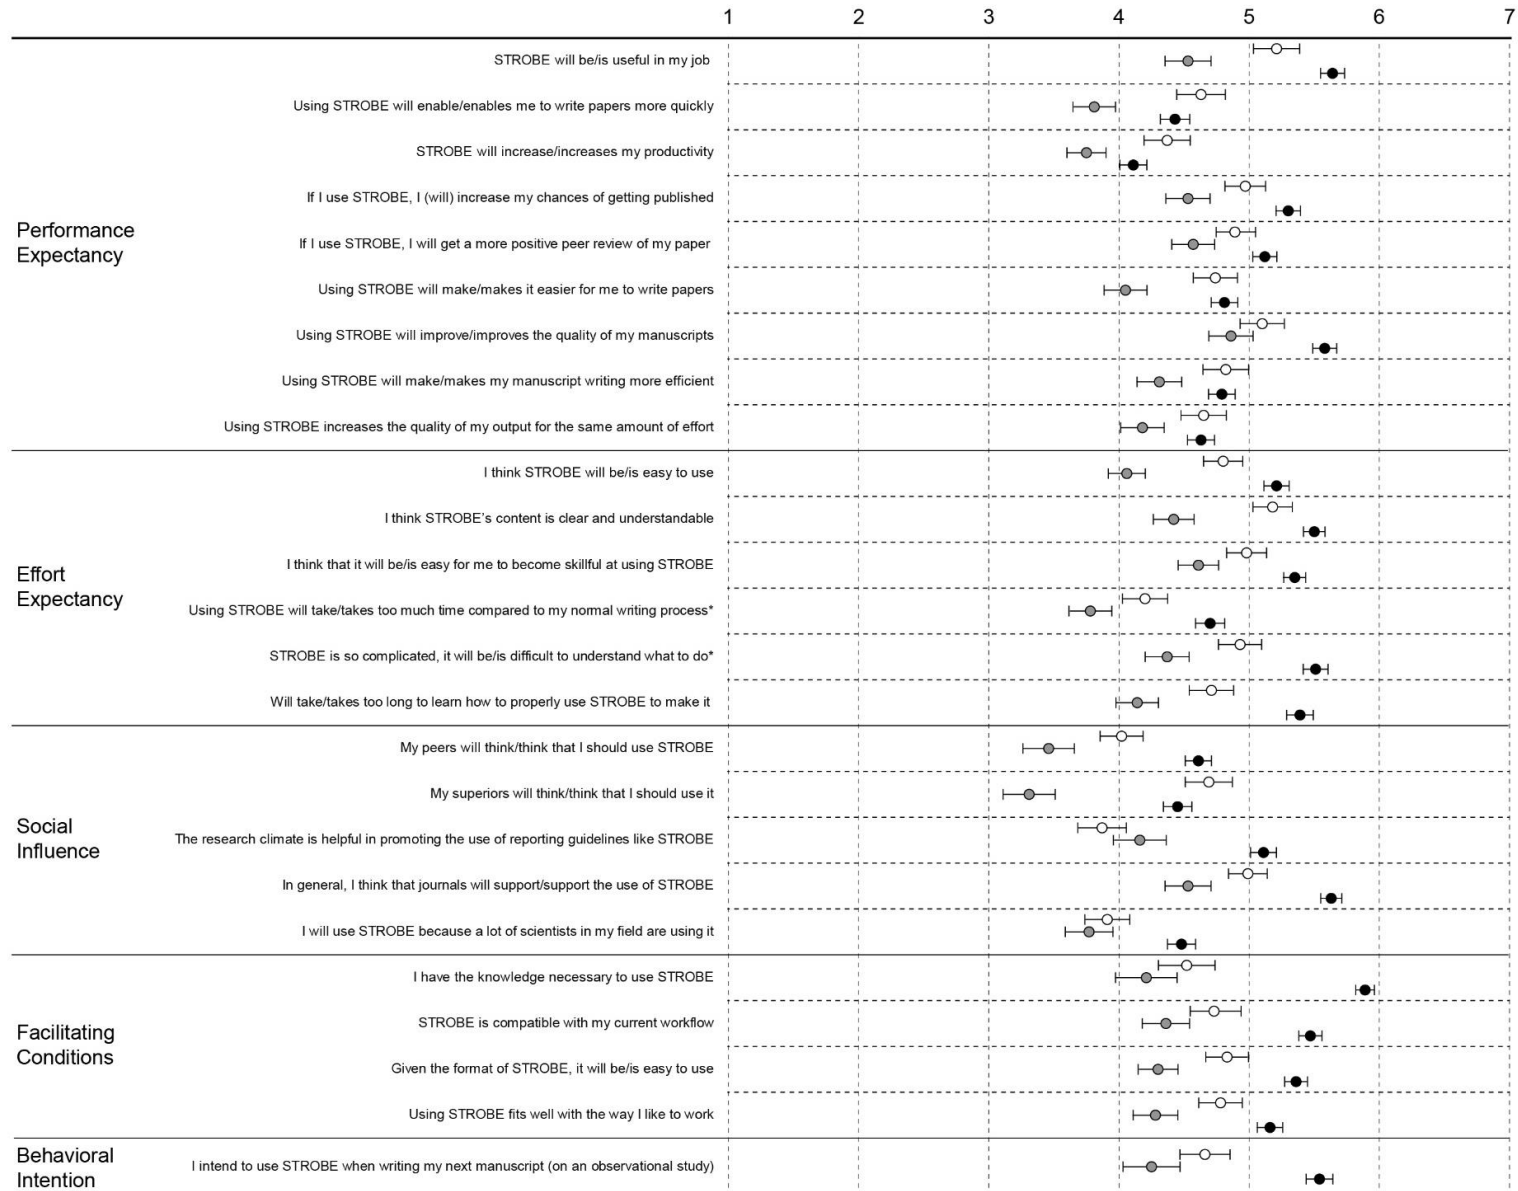 1 2 3 4 5 6 7
STROBE will be/is useful in my job
Using STROBE will enable/enables me to write papers more quickly
STROBE will increase/increases my productivity
If I use STROBE, I (will) increase my chances of getting published
Performance
Expectancy
If I use STROBE, I will get a more positive peer review of my paper
Using STROBE will make/makes it easier for me to write papers
Using STROBE will improve/improves the quality of my manuscripts
Using STROBE will make/makes my manuscript writing more efficient
Using STROBE increases the quality of my output for the same amount of effort
I think STROBE will be/is easy to use
I think STROBE's content is clear and understandable
I think that it will be/is easy for me to become skillful at using STROBE
Effort
Expectancy
Using STROBE will take/takes too much time compared to my normal writing process*
STROBE is so complicated, it will be/is difficult to understand what to do*
Will take/takes too long to learn how to properly use STROBE to make it
My peers will think/think that I should use STROBE
My superiors will think/think that I should use it
Social
Influence
The research climate is helpful in promoting the use of reporting guidelines like STROBE
In general, I think that journals will support/support the use of STROBE
I will use STROBE because a lot of scientists in my field are using it
I have the knowledge necessary to use STROBE
STROBE is compatible with my current workflow
Facilitating
Conditions
Given the format of STROBE, it will be/is easy to use
Using STROBE fits well with the way I like to work
Behavioral
Intention
I intend to use STROBE when writing my next manuscript (on an observational study)